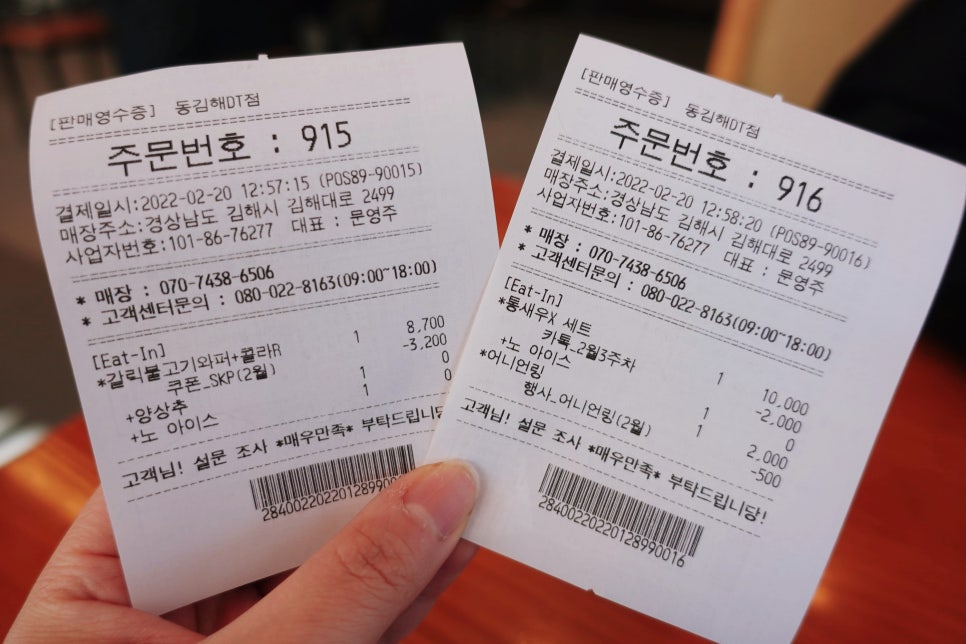 [판매영수증] 동김해DT점
주문번호 : 915
결제일시:2022-02-20 12:57:15 (POS89-90015)
매장주소:경상남도 김해시 김해대로 2499
사업자번호:101-86-76277 대표 : 문영주
* 매장 : 070-7438-6506
* 고객센터문의 : 080-022-8163(09:00~18:00)
[Eat-In]
*갈릭불고기와퍼+콜라R 1 8,700
쿠폰_SKP(2월) -3,200
+양상추 1 0
+노 아이스 1 0
고객님! 설문 조사 *매우만족* 부탁드립니당
[판매영수증] 동김해DT점
주문번호 : 916
결제일시:2022-02-20 12:58:20 (POS89-90016)
매장주소:경상남도 김해시 김해대로 2499
사업자번호:101-86-76277 대표 : 문영주
* 매장 : 070-7438-6506
* 고객센터문의 : 080-022-8163(09:00~18:00)
[Eat-In]
*통새우X 세트 1 10,000
카톡_2월3주차 -2,000
+노 아이스 1 0
*어니언링 1 2,000
행사_어니언링(2월) -500
고객님! 설문 조사 *매우만족* 부탁드립니당!
28400220220128990016